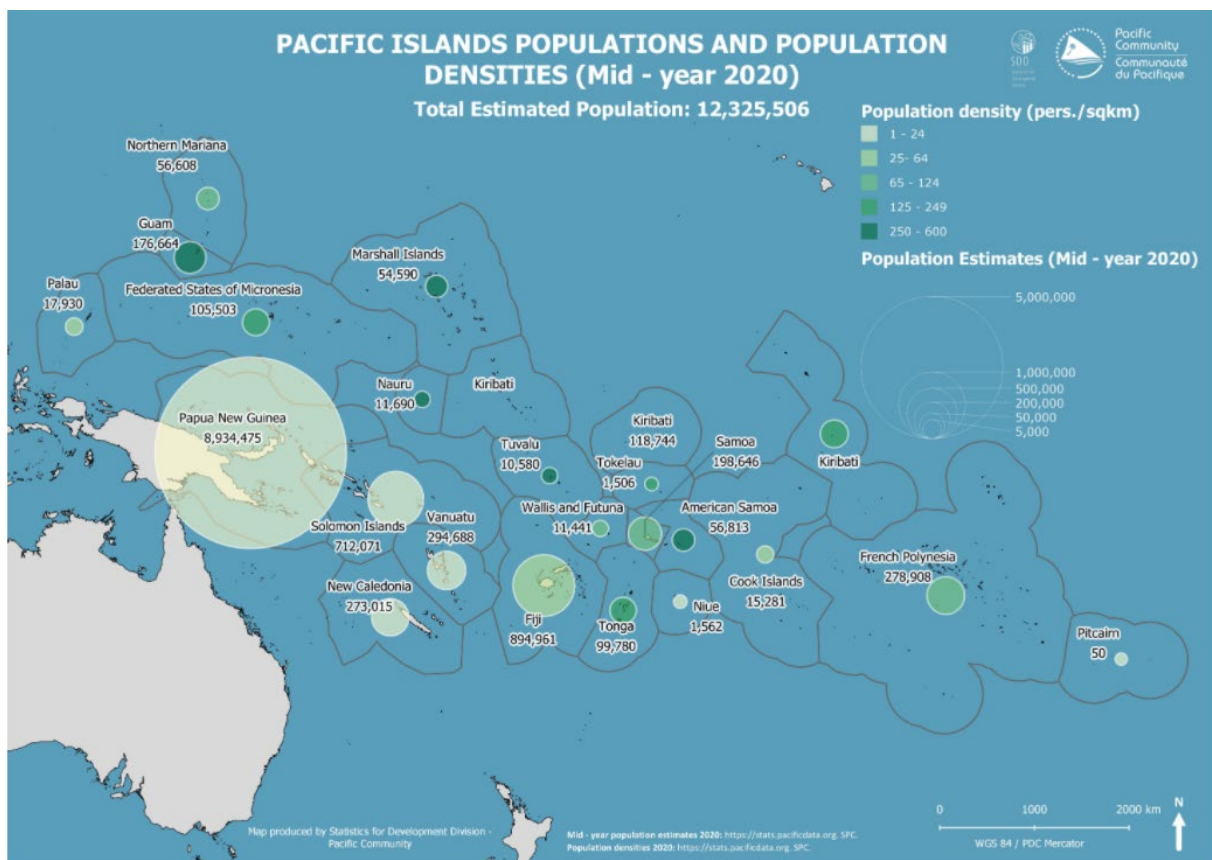 PACIFIC ISLANDS POPULATIONS AND POPULATION
DENSITIES (Mid - year 2020)
Total Estimated Population: 12,325,506
SDD
Pacific
Community
Communauté
du Pacifique
Population density (pers./sqkm)
1 - 24
25- 64
65 - 124
125 - 249
250 - 600
Population Estimates (Mid - year 2020)
5,000,000
1,000,000
500,000
200,000
50,000
5,000
Northern Mariana
56,608
Guam
176,664
Marshall Islands
54,590
Palau
17,930
Federated States of Micronesia
105,503
Nauru
11,690
Kiribati
Papua New Guinea
8,934,475
Kiribati
118,744
Samoa
198,646
Kiribati
Tuvalu
10,580
Tokelau
1,506
Solomon Islands
712,071
Vanuatu
294,688
Wallis and Futuna
11,441
American Samoa
56,813
French Polynesia
278,908
New Caledonia
273,015
Cook Islands
15,281
Fiji
894,961
Tonga
99,780
Niue
1,562
Pitcairn
50
0 1000 2000 km
N
WGS 84 / PDC Mercator
Map produced by Statistics for Development Division -
Pacific Community
Mid - year population estimates 2020: https://stats.pacificdata.org. SPC.
Population densities 2020: https://stats.pacificdata.org. SPC.